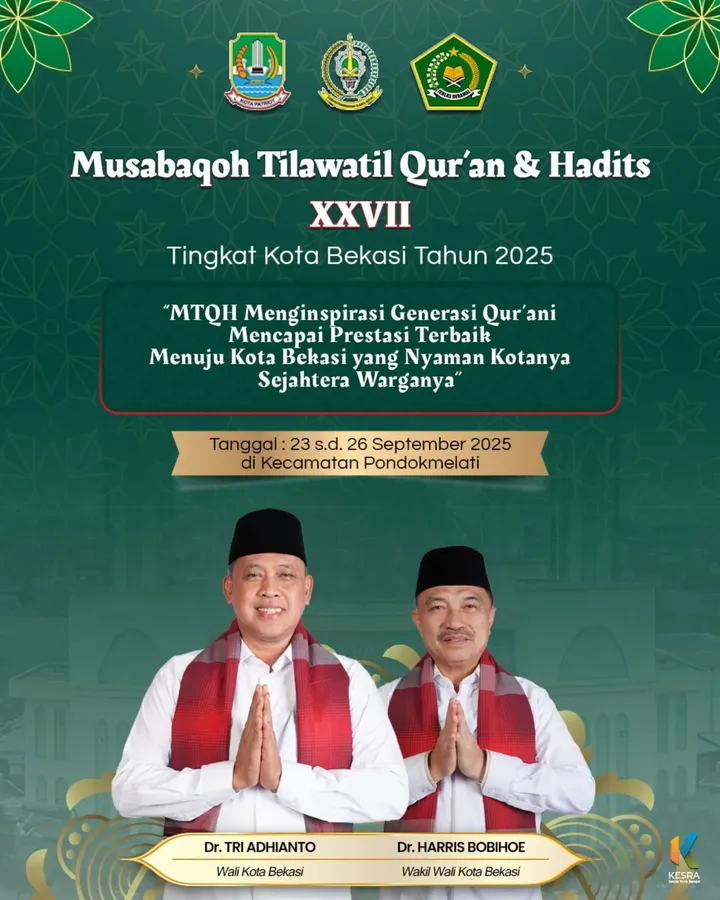 KOTA PATRIOT
IKHLAS BERAMAL
Musabaqoh Tilawatil Qur'an & Hadits
XXVII
Tingkat Kota Bekasi Tahun 2025
"MTQH Menginspirasi Generasi Qur'ani
Mencapai Prestasi Terbaik
Menuju Kota Bekasi yang Nyaman Kotanya
Sejahtera Warganya"
Tanggal : 23 s.d. 26 September 2025
di Kecamatan Pondokmelati
Dr. TRI ADHIANTO
Wali Kota Bekasi
Dr. HARRIS BOBIHOE
Wakil Wali Kota Bekasi
KESRA